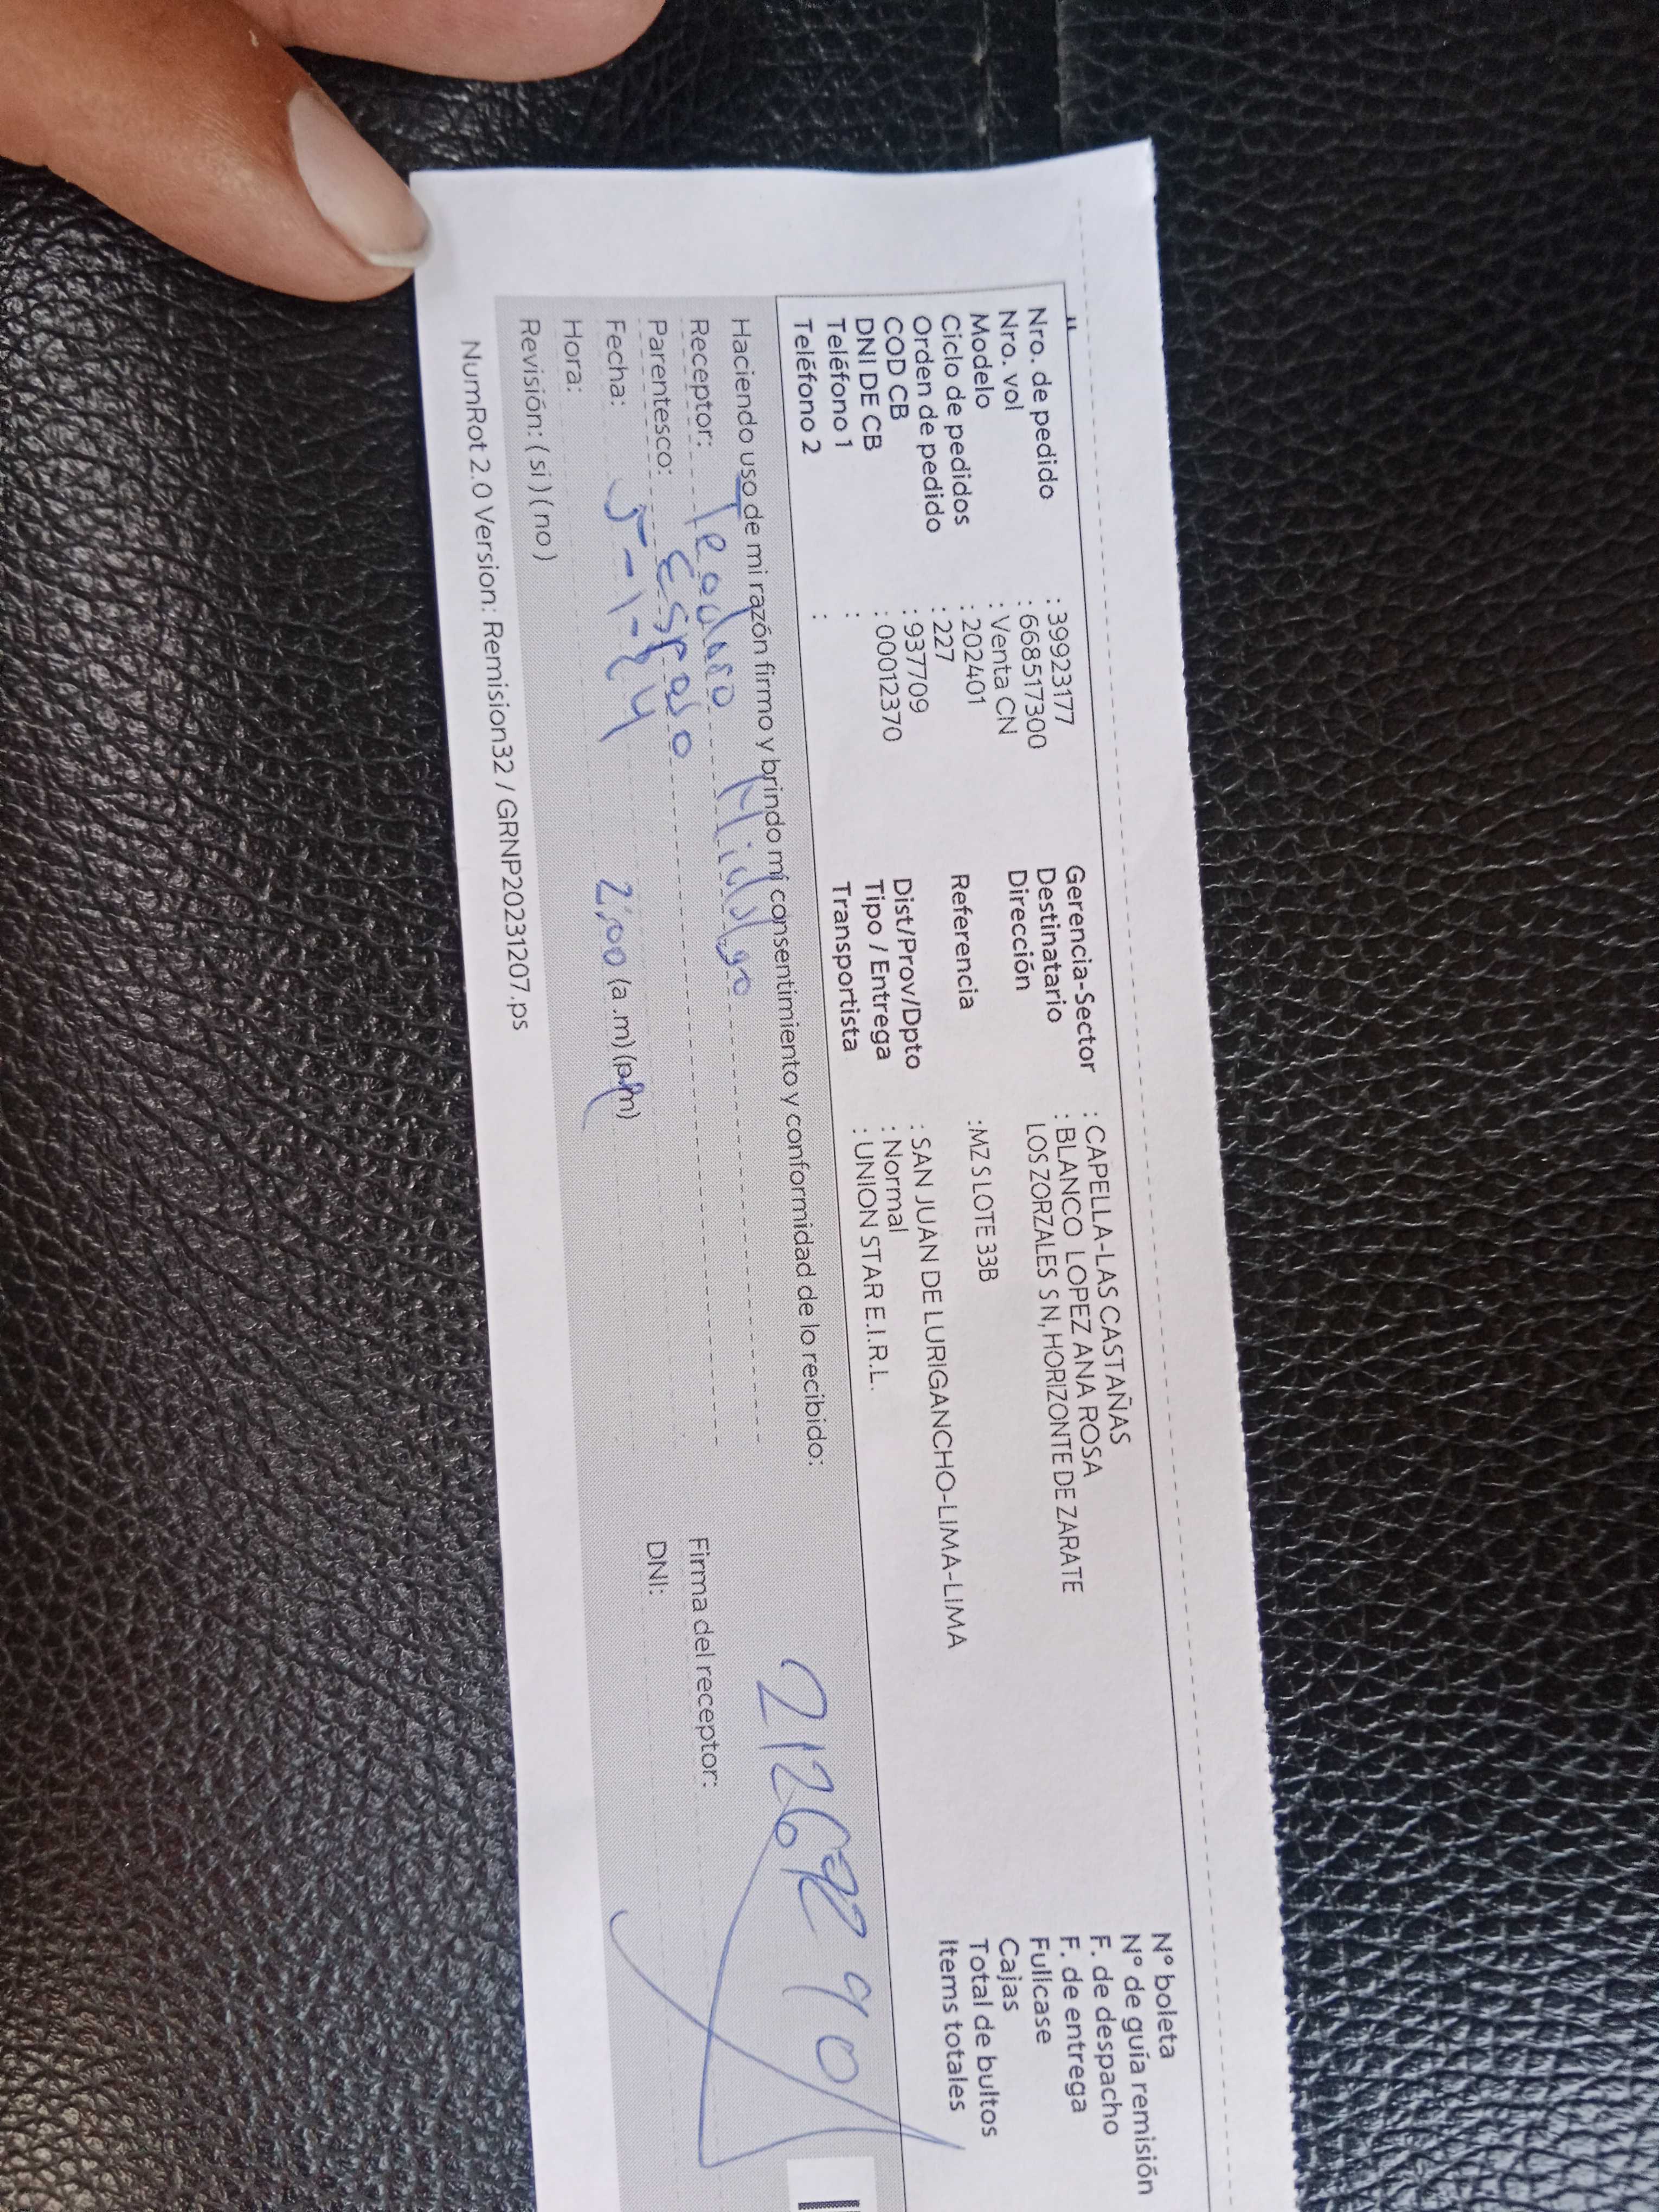 Nro. de pedido : 39923177
Nro. vol : 668517300
Modelo : Venta CN
Ciclo de pedidos : 202401
Orden de pedido : 227
COD CB : 937709
DNI DE CB : 00012370
Teléfono 1 :
Teléfono 2 :
Gerencia-Sector : CAPELLA-LAS CASTAÑAS
Destinatario : BLANCO LOPEZ ANA ROSA
Dirección LOS ZORZALES S N, HORIZONTE DE ZARATE
Referencia :MZ S LOTE 33B
Dist/Prov/Dpto : SAN JUAN DE LURIGANCHO-LIMA-LIMA
Tipo / Entrega : Normal
Transportista : UNION STAR E.I.R.L.
N° boleta
N° de guía remisión
F. de despacho
F. de entrega
Fullcase
Cajas
Total de bultos
Items totales
Haciendo uso de mi razón firmo y brindo mi consentimiento y conformidad de lo recibido:
Receptor: Teodoro Hidalgo
Parentesco: Esposo
Fecha: 5-1-24
Hora: 2:00 (a .m) (p.m)
Revisión: ( si ) ( no )
Firma del receptor:
DNI:
NumRot 2.0 Version: Remision32 / GRNP20231207.ps